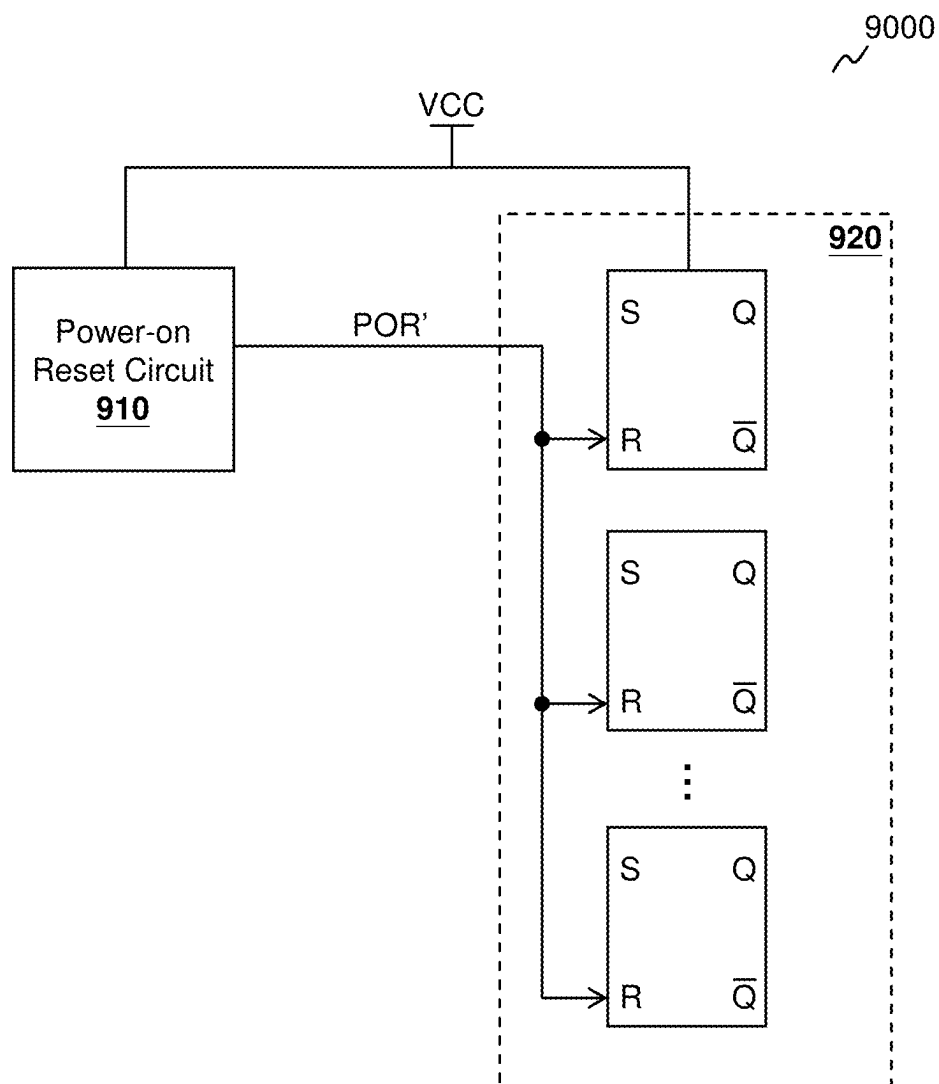 9000
VCC
920
Power-on
Reset Circuit
910
POR’
S Q
R Q̅
S Q
R Q̅
S Q
R Q̅